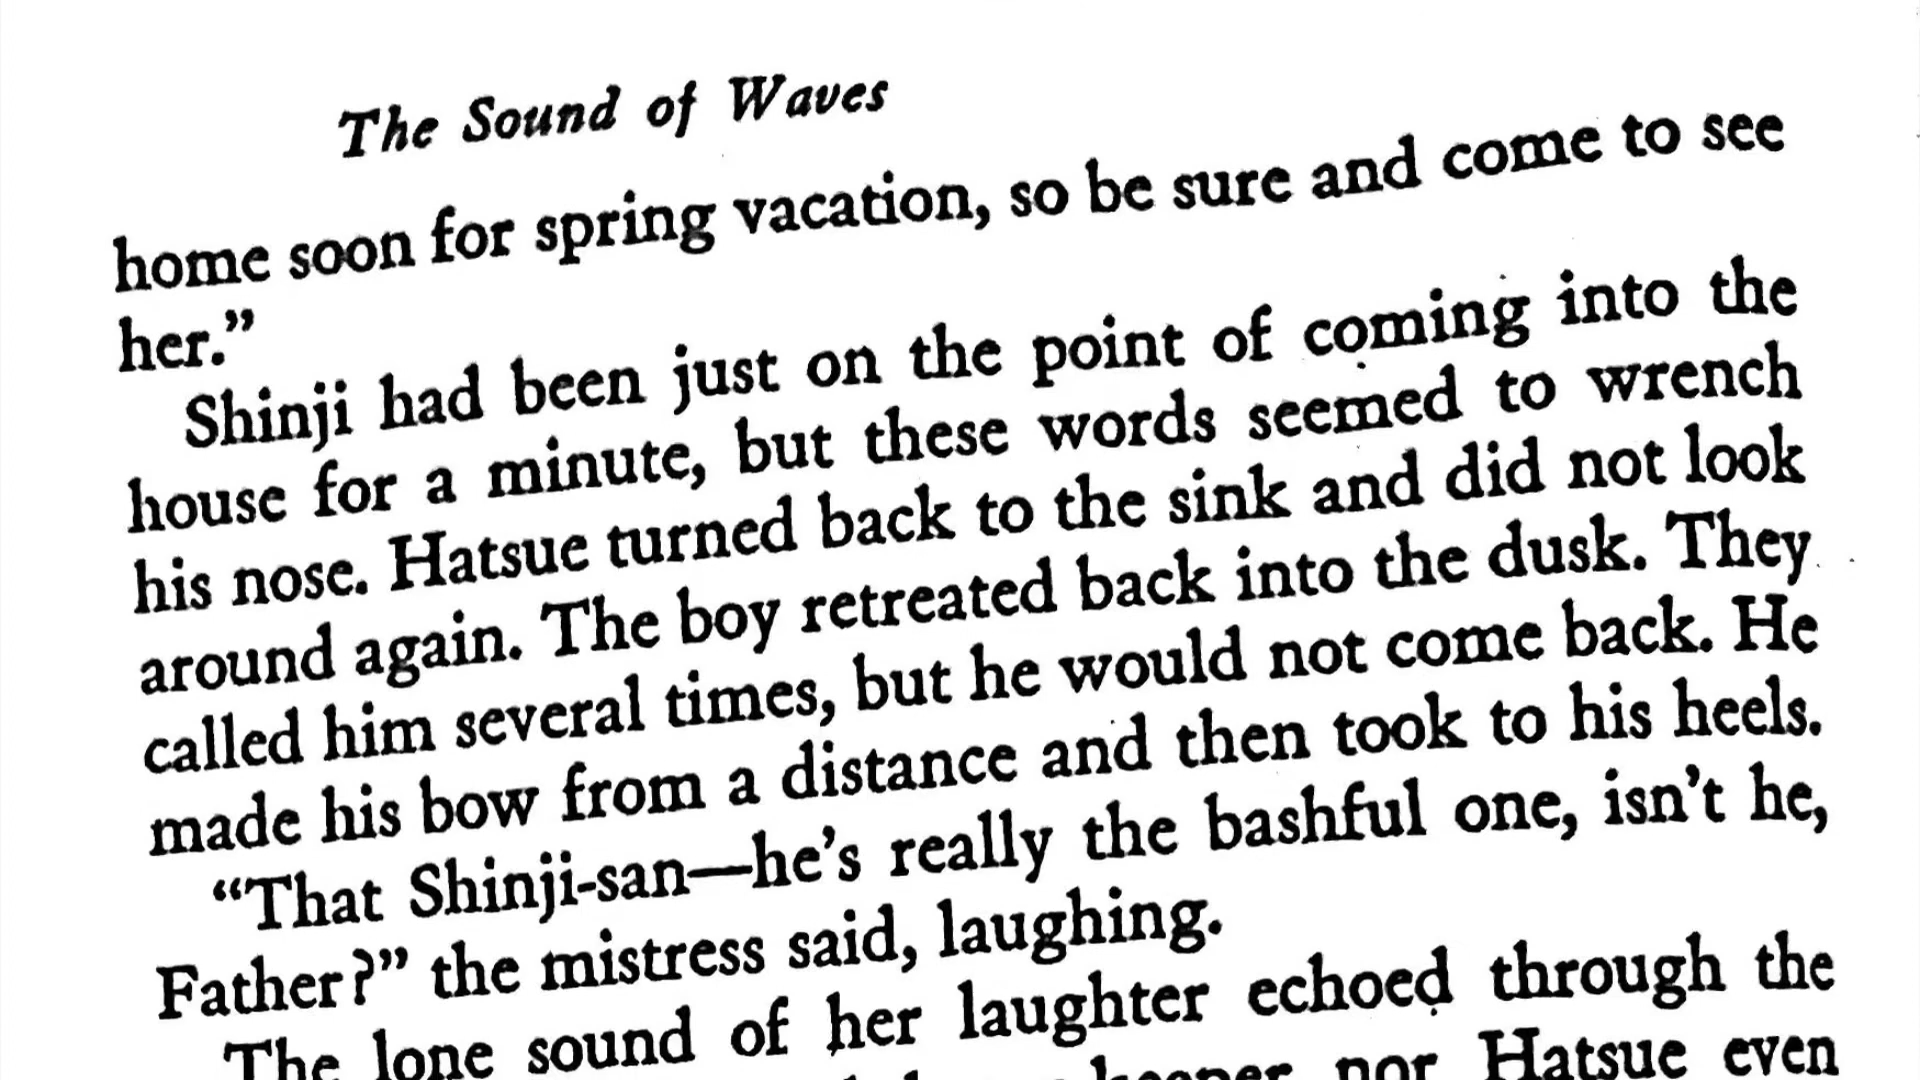 The Sound of Waves
home soon for spring vacation, so be sure and come to see
her.”
Shinji had been just on the point of coming into the
house for a minute, but these words seemed to wrench
his nose. Hatsue turned back to the sink and did not look
around again. The boy retreated back into the dusk. They
called him several times, but he would not come back. He
made his bow from a distance and then took to his heels.
“That Shinji-san—he’s really the bashful one, isn’t he,
Father?” the mistress said, laughing.
The lone sound of her laughter echoed through the
nor Hatsue even